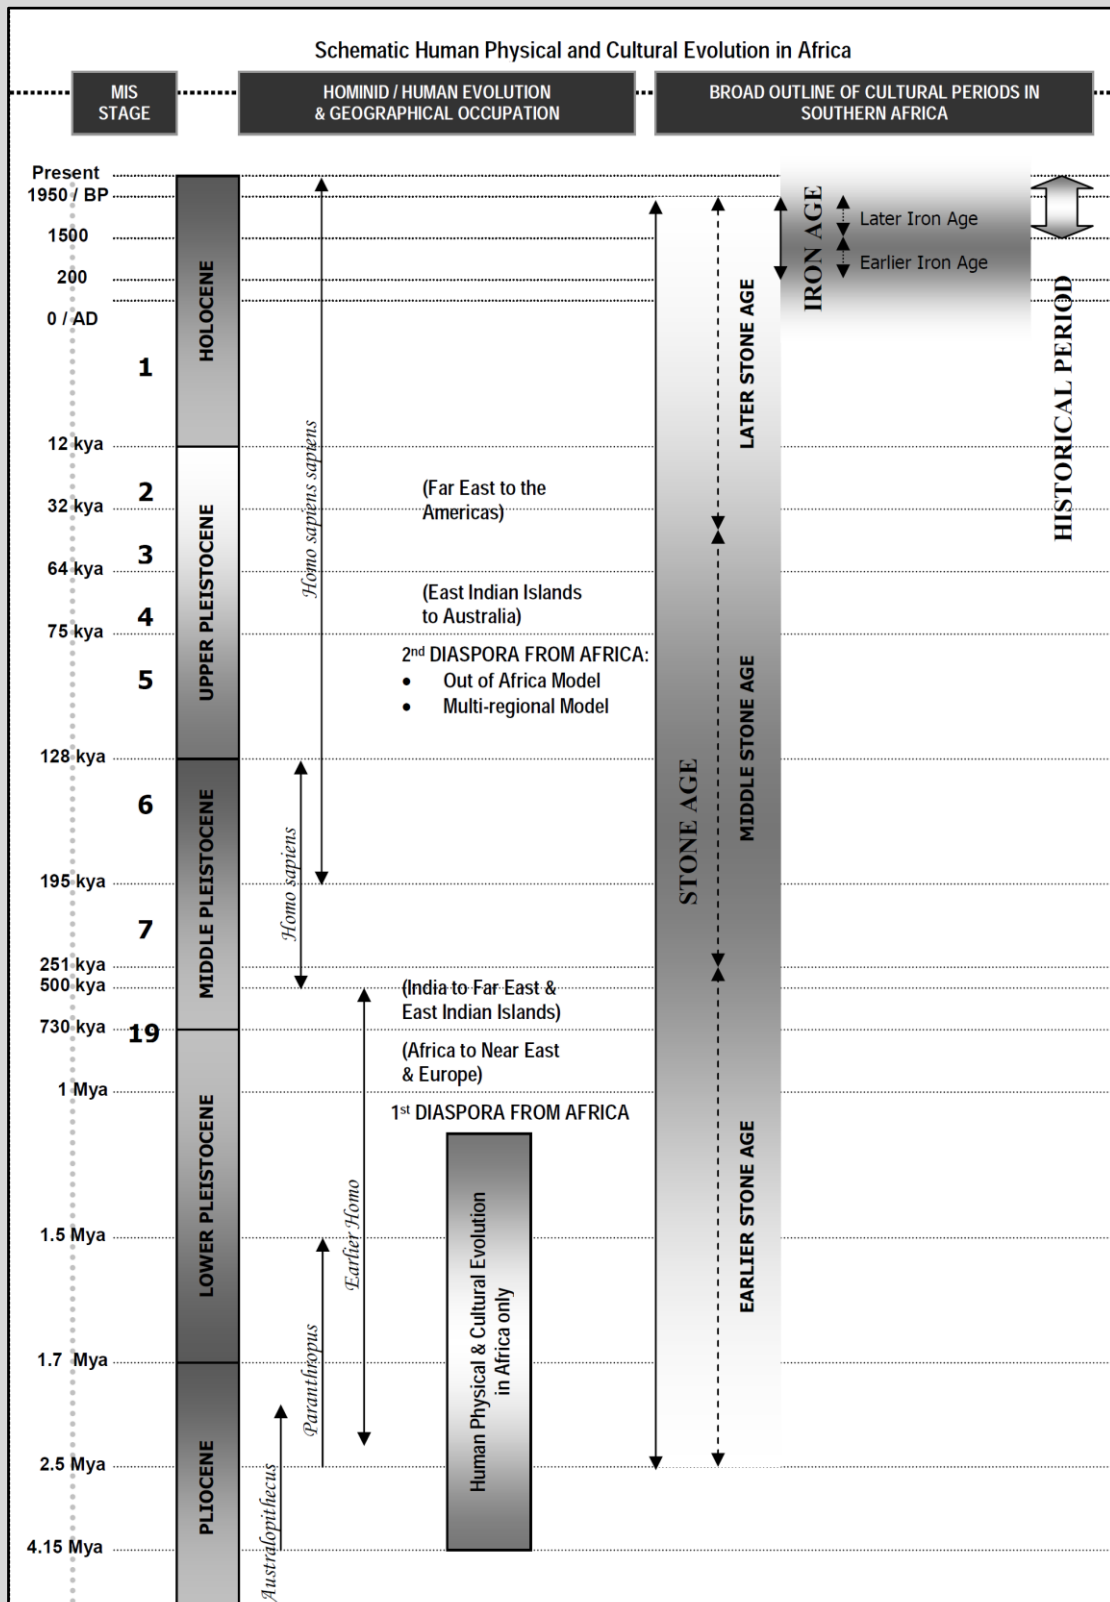 Schematic Human Physical and Cultural Evolution in Africa
MIS
STAGE
HOMINID / HUMAN EVOLUTION
& GEOGRAPHICAL OCCUPATION
BROAD OUTLINE OF CULTURAL PERIODS IN
SOUTHERN AFRICA
Present
1950 / BP
1500
200
0 / AD
12 kya
32 kya
64 kya
75 kya
128 kya
195 kya
251 kya
500 kya
730 kya
1 Mya
1.5 Mya
1.7 Mya
2.5 Mya
4.15 Mya
1
2
3
4
5
6
7
19
HOLOCENE
UPPER PLEISTOCENE
MIDDLE PLEISTOCENE
LOWER PLEISTOCENE
PLIOCENE
Homo sapiens sapiens
Homo sapiens
Earlier Homo
Paranthropus
Australopithecus
(Far East to the
Americas)
(East Indian Islands
to Australia)
2nd DIASPORA FROM AFRICA:
• Out of Africa Model
• Multi-regional Model
(India to Far East &
East Indian Islands)
(Africa to Near East
& Europe)
1st DIASPORA FROM AFRICA
Human Physical & Cultural Evolution
in Africa only
STONE AGE
LATER STONE AGE
MIDDLE STONE AGE
EARLIER STONE AGE
IRON AGE
Later Iron Age
Earlier Iron Age
HISTORICAL PERIOD